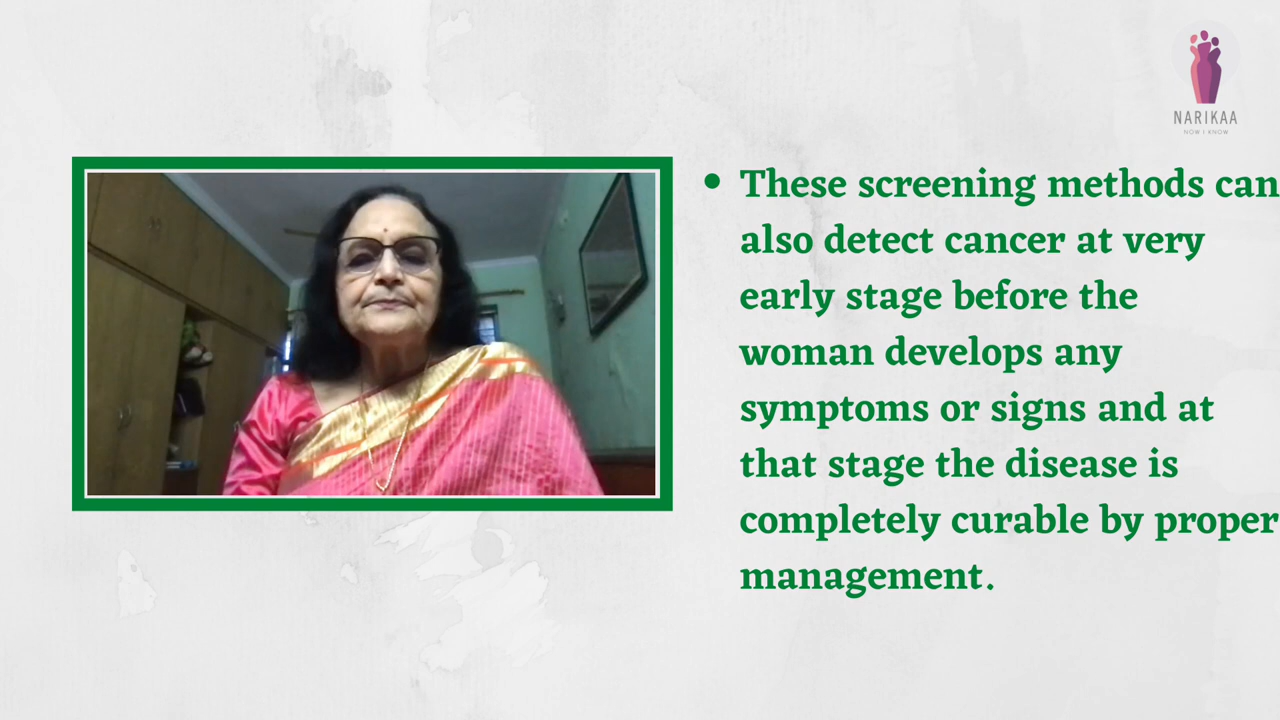 NARIKAA
NOW I KNOW
• These screening methods can
also detect cancer at very
early stage before the
woman develops any
symptoms or signs and at
that stage the disease is
completely curable by proper
management.